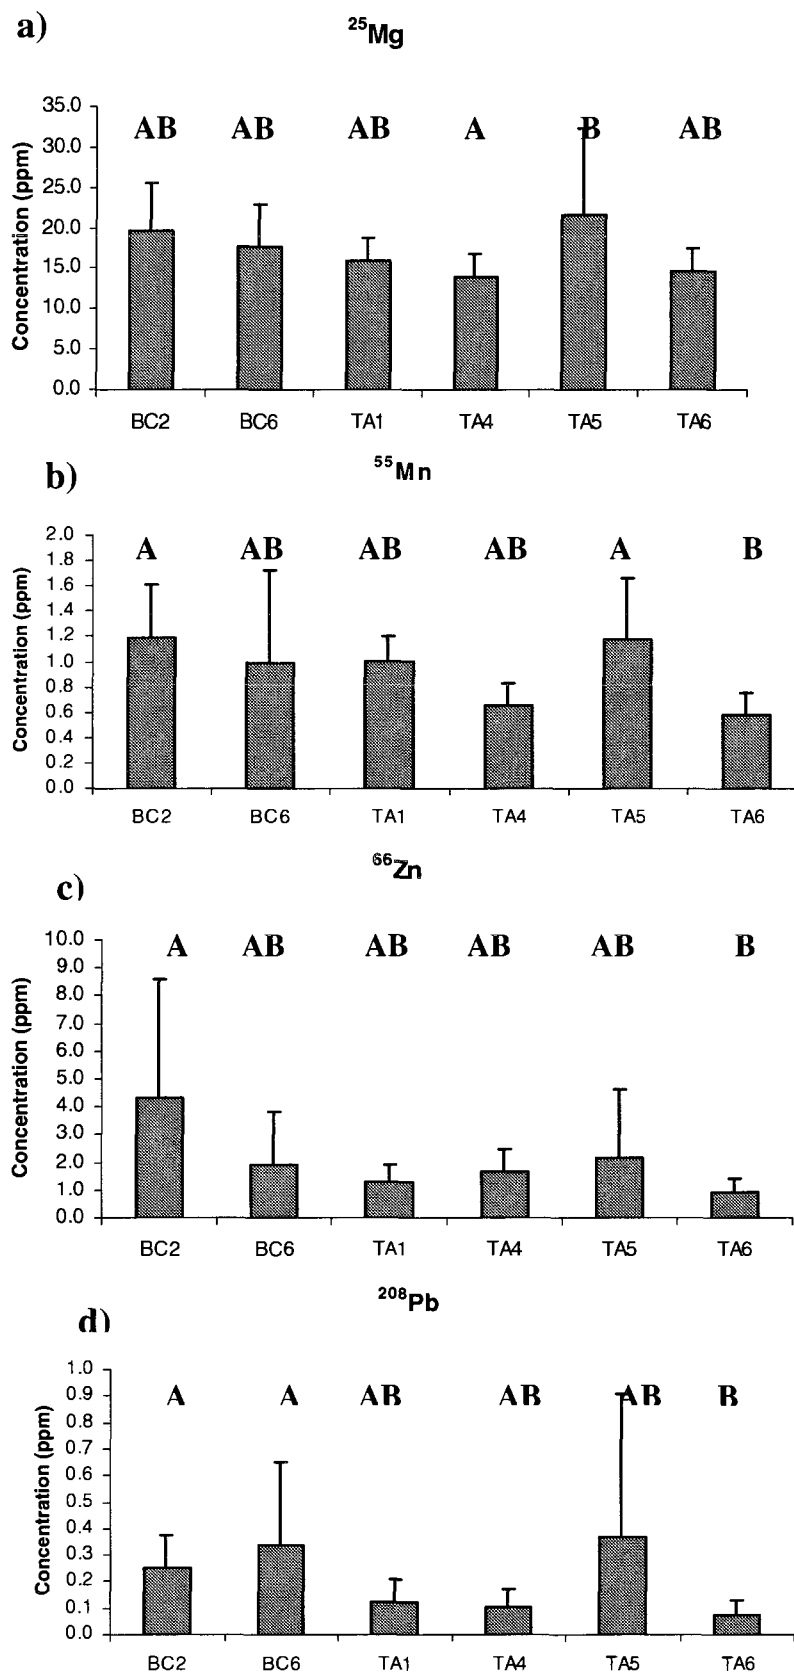 a)
²⁵Mg
Concentration (ppm)
35.0
30.0
25.0
20.0
15.0
10.0
5.0
0.0
AB AB AB A B AB
BC2 BC6 TA1 TA4 TA5 TA6
b)
⁵⁵Mn
Concentration (ppm)
2.0
1.8
1.6
1.4
1.2
1.0
0.8
0.6
0.4
0.2
0.0
A AB AB AB A B
BC2 BC6 TA1 TA4 TA5 TA6
c)
⁶⁶Zn
Concentration (ppm)
10.0
9.0
8.0
7.0
6.0
5.0
4.0
3.0
2.0
1.0
0.0
A AB AB AB AB B
BC2 BC6 TA1 TA4 TA5 TA6
d)
²⁰⁸Pb
Concentration (ppm)
1.0
0.9
0.8
0.7
0.6
0.5
0.4
0.3
0.2
0.1
0.0
A A AB AB AB B
BC2 BC6 TA1 TA4 TA5 TA6